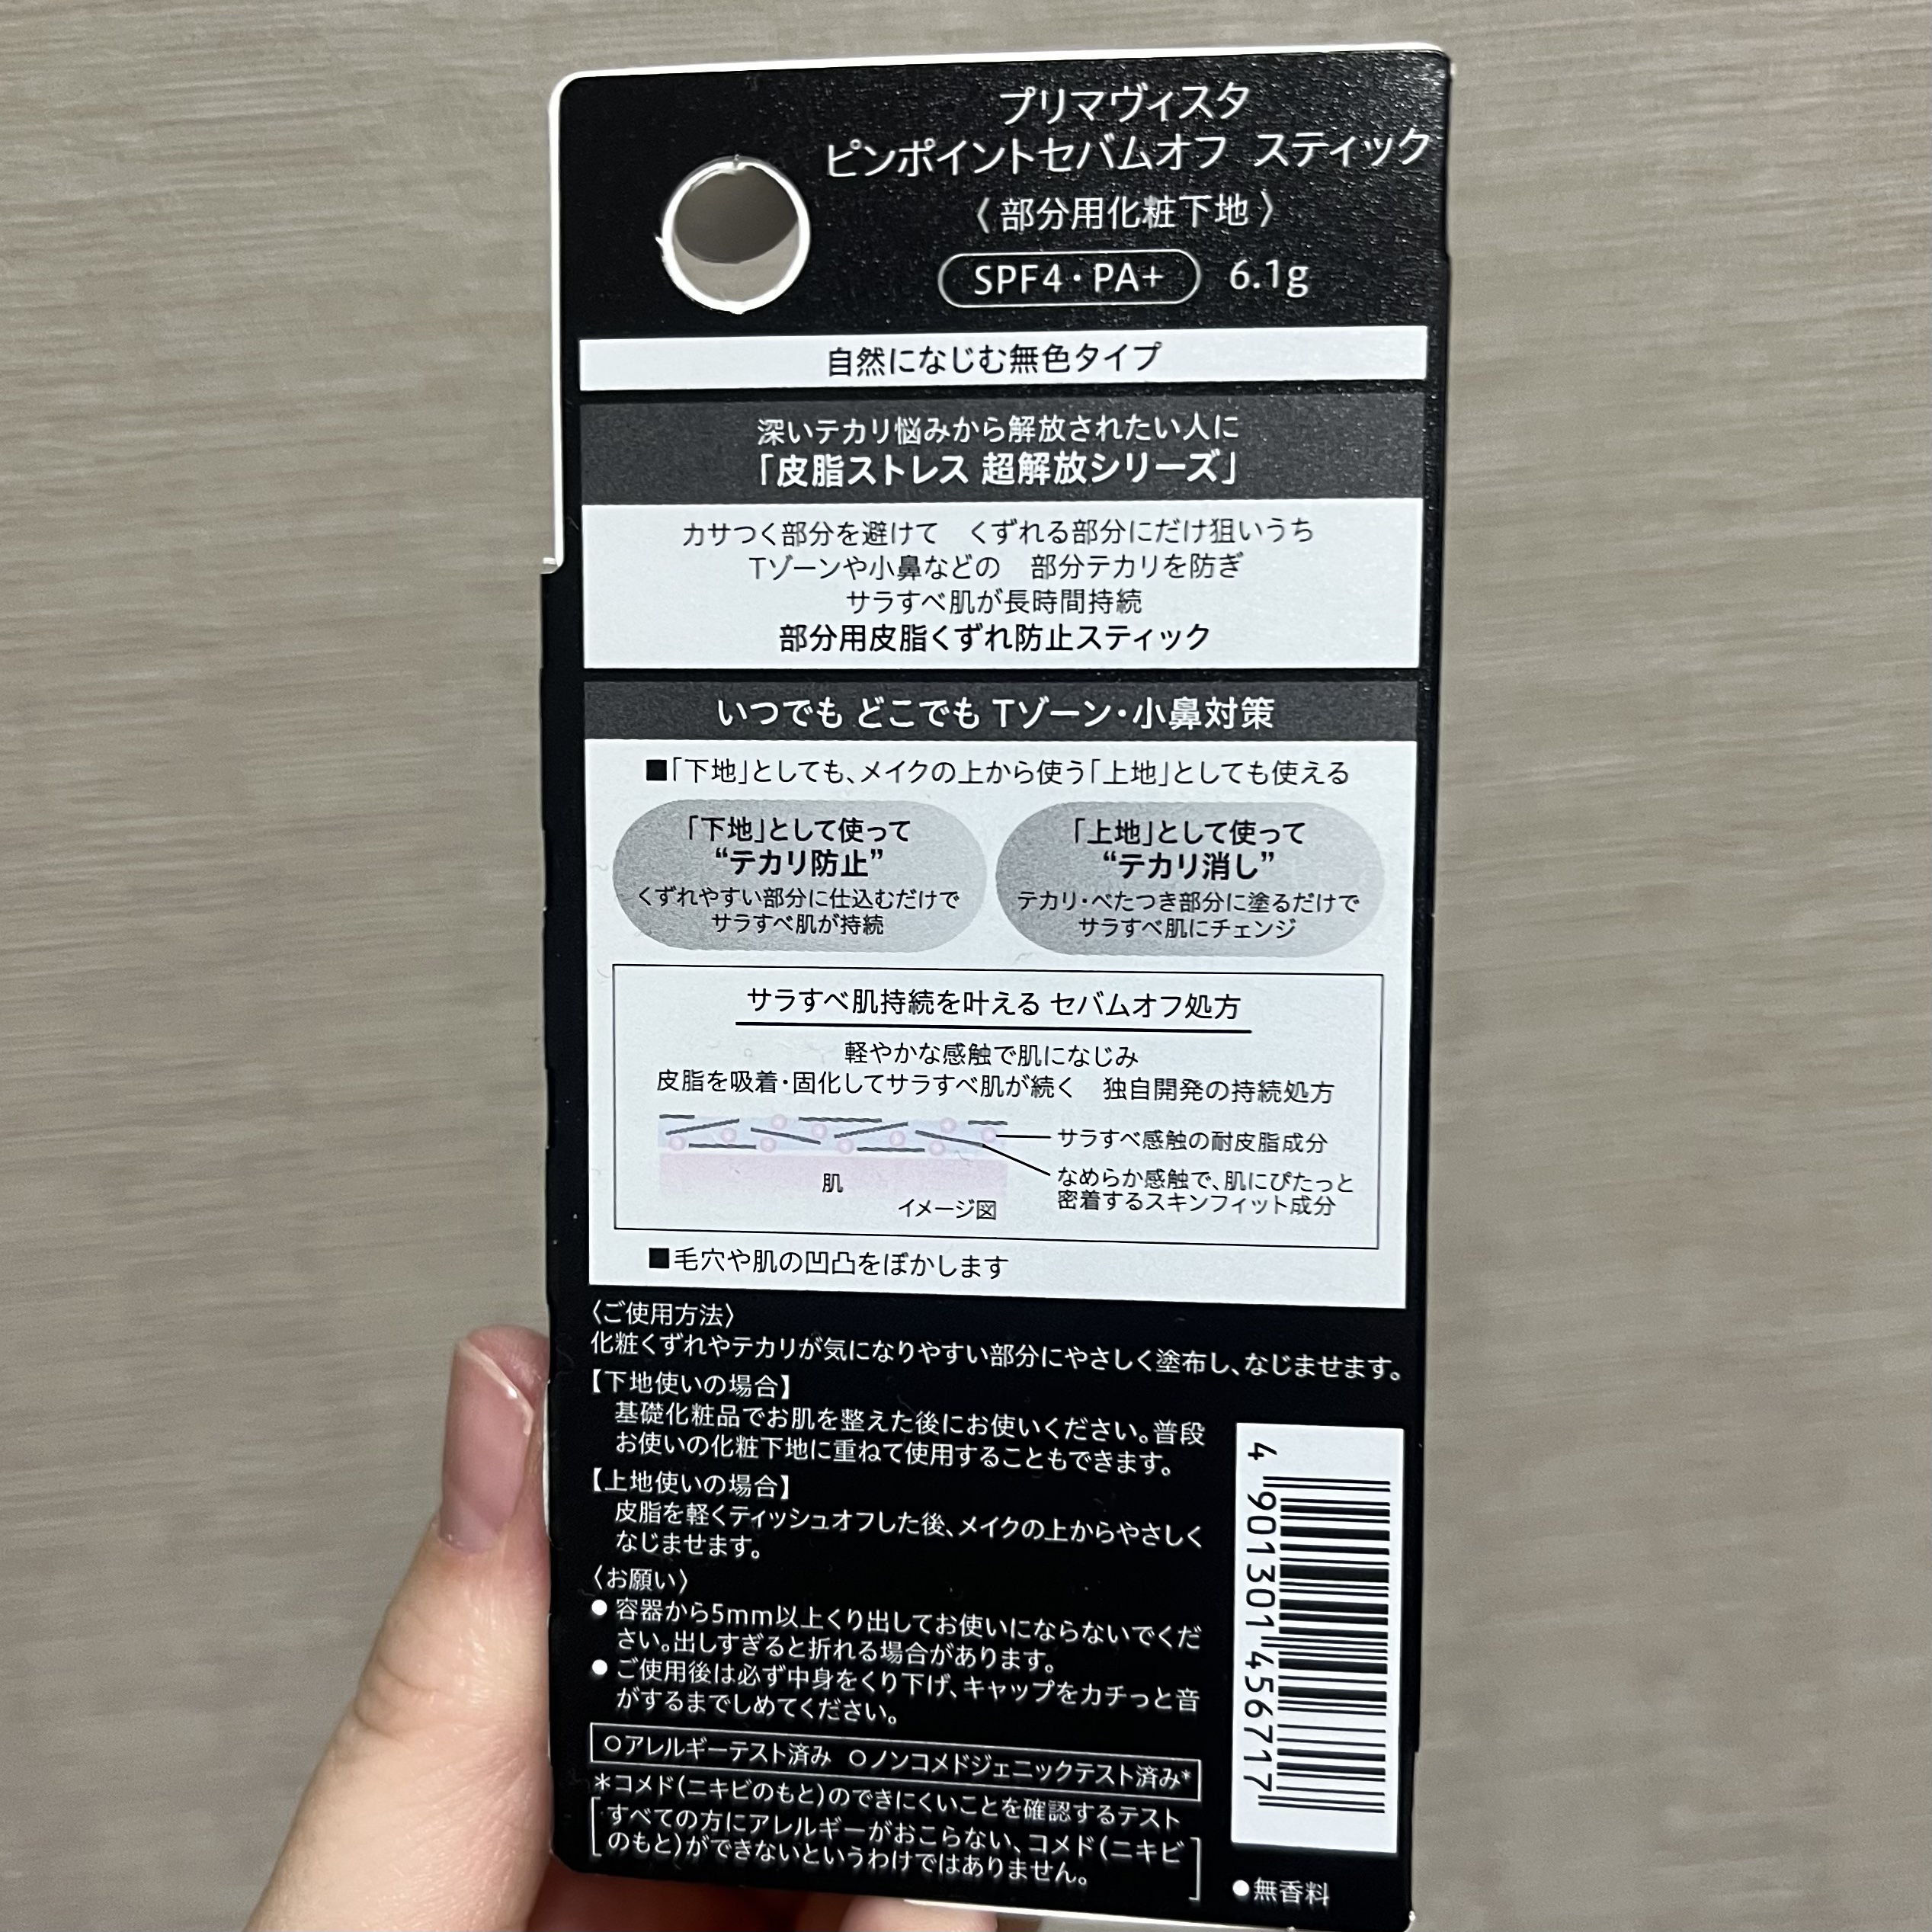 プリマヴィスタ
ピンポイントセバムオフ スティック
〈部分用化粧下地〉
SPF4・PA+ 6.1g
自然になじむ無色タイプ
深いテカリ悩みから解放されたい人に
「皮脂ストレス 超解放シリーズ」
カサつく部分を避けて くずれる部分にだけ狙いうち
Tゾーンや小鼻などの 部分テカリを防ぎ
サラすべ肌が長時間持続
部分用皮脂くずれ防止スティック
いつでも どこでも Tゾーン・小鼻対策
■「下地」としても、メイクの上から使う「上地」としても使える
「下地」として使って
“テカリ防止”
くずれやすい部分に仕込むだけで
サラすべ肌が持続
「上地」として使って
“テカリ消し”
テカリ・べたつき部分に塗るだけで
サラすべ肌にチェンジ
サラすべ肌持続を叶える セバムオフ処方
軽やかな感触で肌になじみ
皮脂を吸着・固化してサラすべ肌が続く 独自開発の持続処方
サラすべ感触の耐皮脂成分
なめらか感触で、肌にぴたっと
密着するスキンフィット成分
肌
イメージ図
■毛穴や肌の凹凸をぼかします
〈ご使用方法〉
化粧くずれやテカリが気になりやすい部分にやさしく塗布し、なじませます。
【下地使いの場合】
基礎化粧品でお肌を整えた後にお使いください。普段
お使いの化粧下地に重ねて使用することもできます。
【上地使いの場合】
皮脂を軽くティッシュオフした後、メイクの上からやさしく
なじませます。
〈お願い〉
●容器から5mm以上くり出してお使いにならないでくだ
さい。出しすぎると折れる場合があります。
●ご使用後は必ず中身をくり下げ、キャップをカチっと音
がするまでしめてください。
○アレルギーテスト済み ○ノンコメドジェニックテスト済み*
*コメド(ニキビのもと)のできにくいことを確認するテスト
[すべての方にアレルギーがおこらない、コメド(ニキビ
のもと)ができないというわけではありません。]
4 901301 456717
●無香料